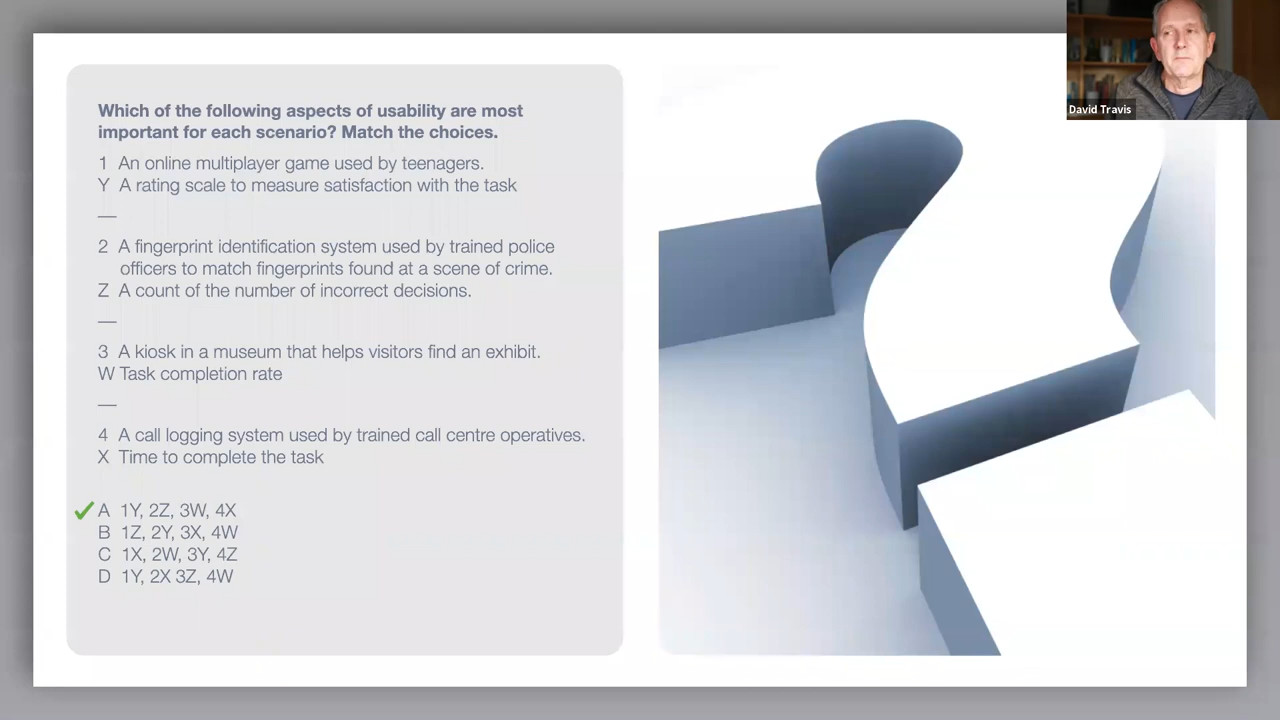 David Travis
Which of the following aspects of usability are most
important for each scenario? Match the choices.
1 An online multiplayer game used by teenagers.
Y A rating scale to measure satisfaction with the task
—
2 A fingerprint identification system used by trained police
officers to match fingerprints found at a scene of crime.
Z A count of the number of incorrect decisions.
—
3 A kiosk in a museum that helps visitors find an exhibit.
W Task completion rate
—
4 A call logging system used by trained call centre operatives.
X Time to complete the task
A 1Y, 2Z, 3W, 4X
B 1Z, 2Y, 3X, 4W
C 1X, 2W, 3Y, 4Z
D 1Y, 2X 3Z, 4W